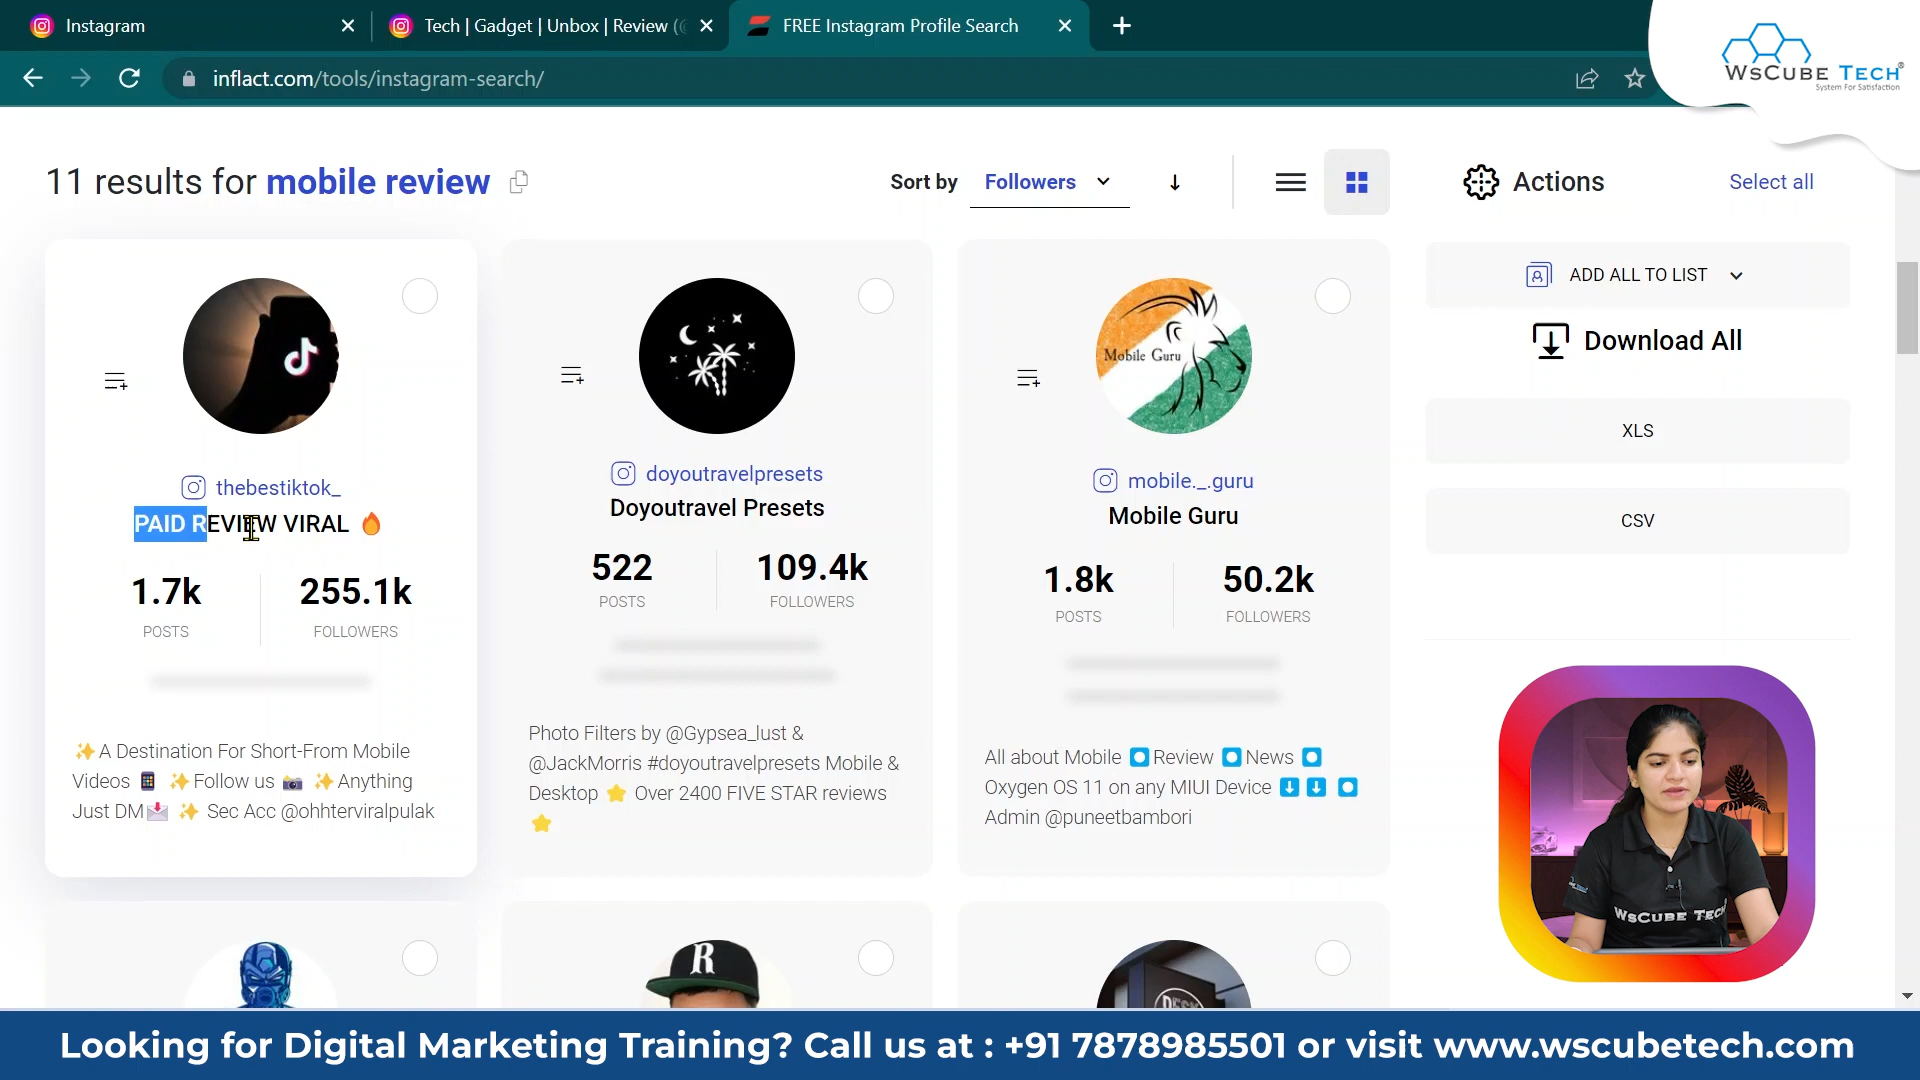 Instagram
Tech | Gadget | Unbox | Review (
FREE Instagram Profile Search
inflact.com/tools/instagram-search/
WsCube Tech®
System For Satisfaction
11 results for mobile review
Sort by Followers
Actions
Select all
thebestiktok_
PAID REVIEW VIRAL 🔥
1.7k
POSTS
255.1k
FOLLOWERS
✨A Destination For Short-From Mobile
Videos 📱 ✨Follow us 📸 ✨Anything
Just DM📩 ✨ Sec Acc @ohhterviralpulak
doyoutravelpresets
Doyoutravel Presets
522
POSTS
109.4k
FOLLOWERS
Photo Filters by @Gypsea_lust &
@JackMorris #doyoutravelpresets Mobile &
Desktop ⭐ Over 2400 FIVE STAR reviews
⭐
Mobile Guru
mobile._.guru
Mobile Guru
1.8k
POSTS
50.2k
FOLLOWERS
All about Mobile ⏺Review ⏺News ⏺
Oxygen OS 11 on any MIUI Device ⬇⬇ ⏺
Admin @puneetbambori
ADD ALL TO LIST
Download All
XLS
CSV
R
WsCube Tech
Looking for Digital Marketing Training? Call us at : +91 7878985501 or visit www.wscubetech.com